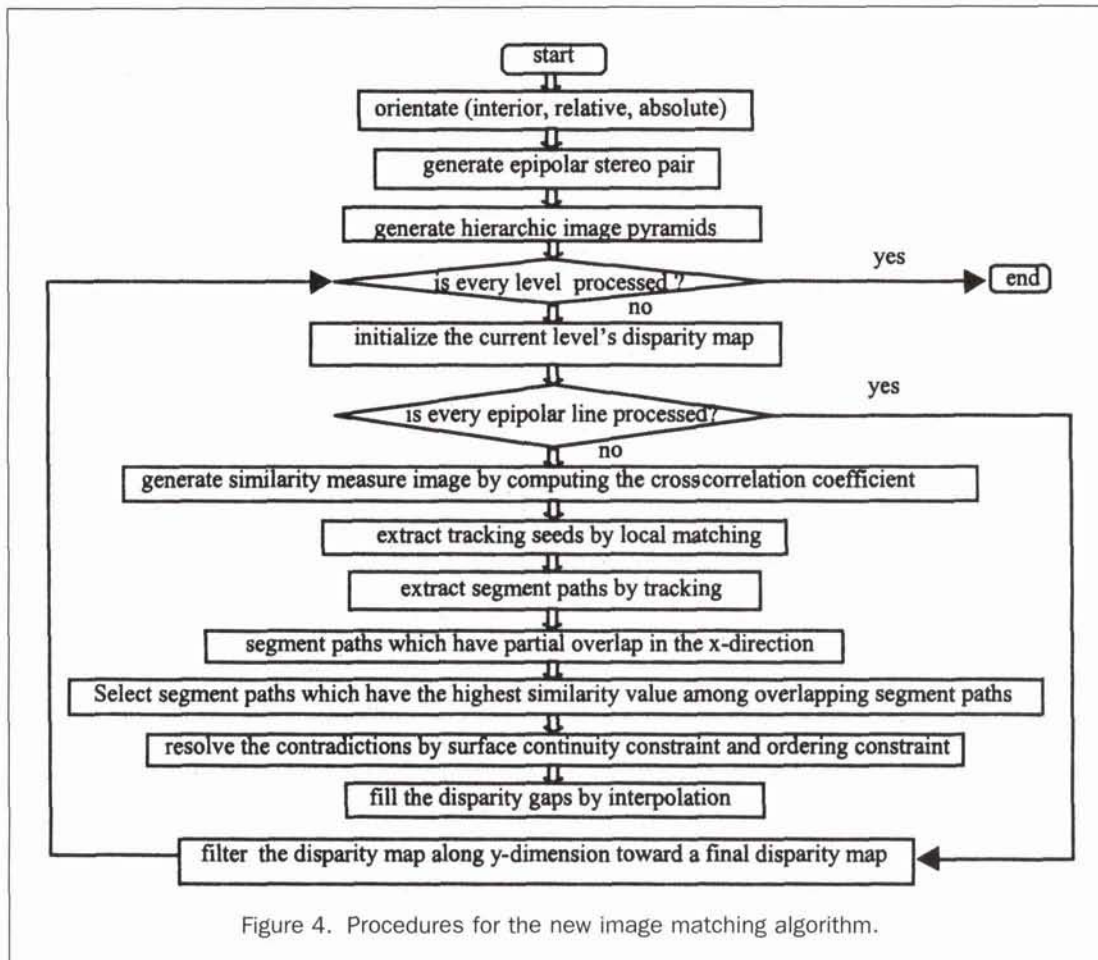 start
orientate (interior, relative, absolute)
generate epipolar stereo pair
generate hierarchic image pyramids
yes
is every level processed ?
end
no
initialize the current level's disparity map
yes
is every epipolar line processed?
no
generate similarity measure image by computing the crosscorrelation coefficient
extract tracking seeds by local matching
extract segment paths by tracking
segment paths which have partial overlap in the x-direction
Select segment paths which have the highest similarity value among overlapping segment paths
resolve the contradictions by surface continuity constraint and ordering constraint
fill the disparity gaps by interpolation
filter the disparity map along y-dimension toward a final disparity map
Figure 4. Procedures for the new image matching algorithm.